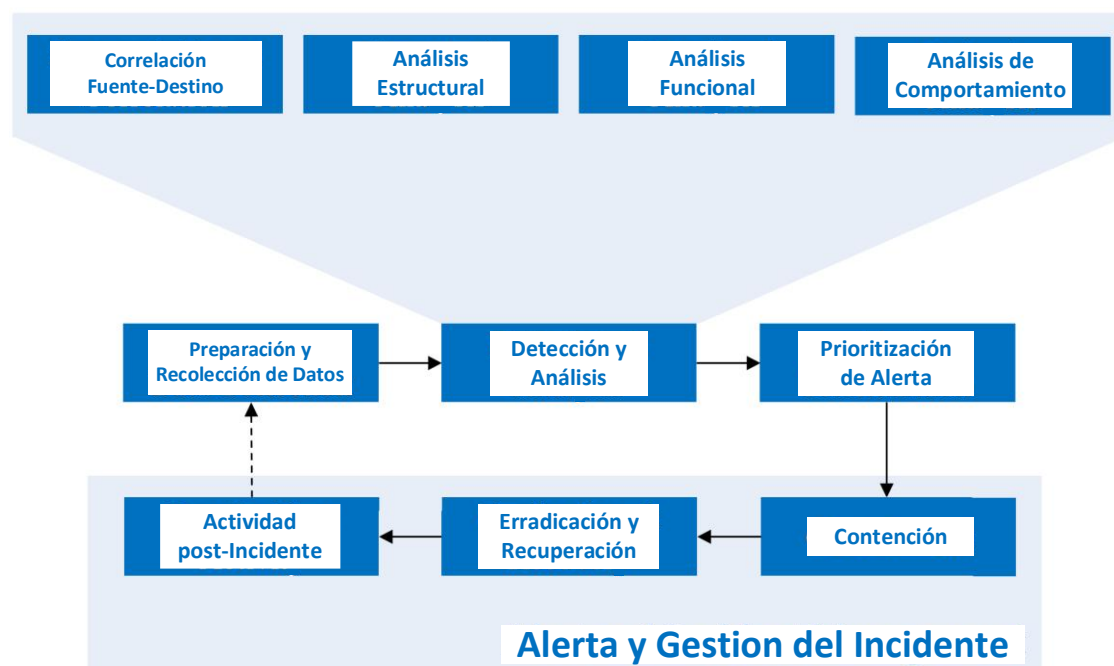 Correlación
Fuente-Destino
Análisis
Estructural
Análisis
Funcional
Análisis de
Comportamiento
Preparación y
Recolección de Datos
Detección y
Análisis
Prioritización
de Alerta
Actividad
post-Incidente
Erradicación y
Recuperación
Contención
Alerta y Gestion del Incidente